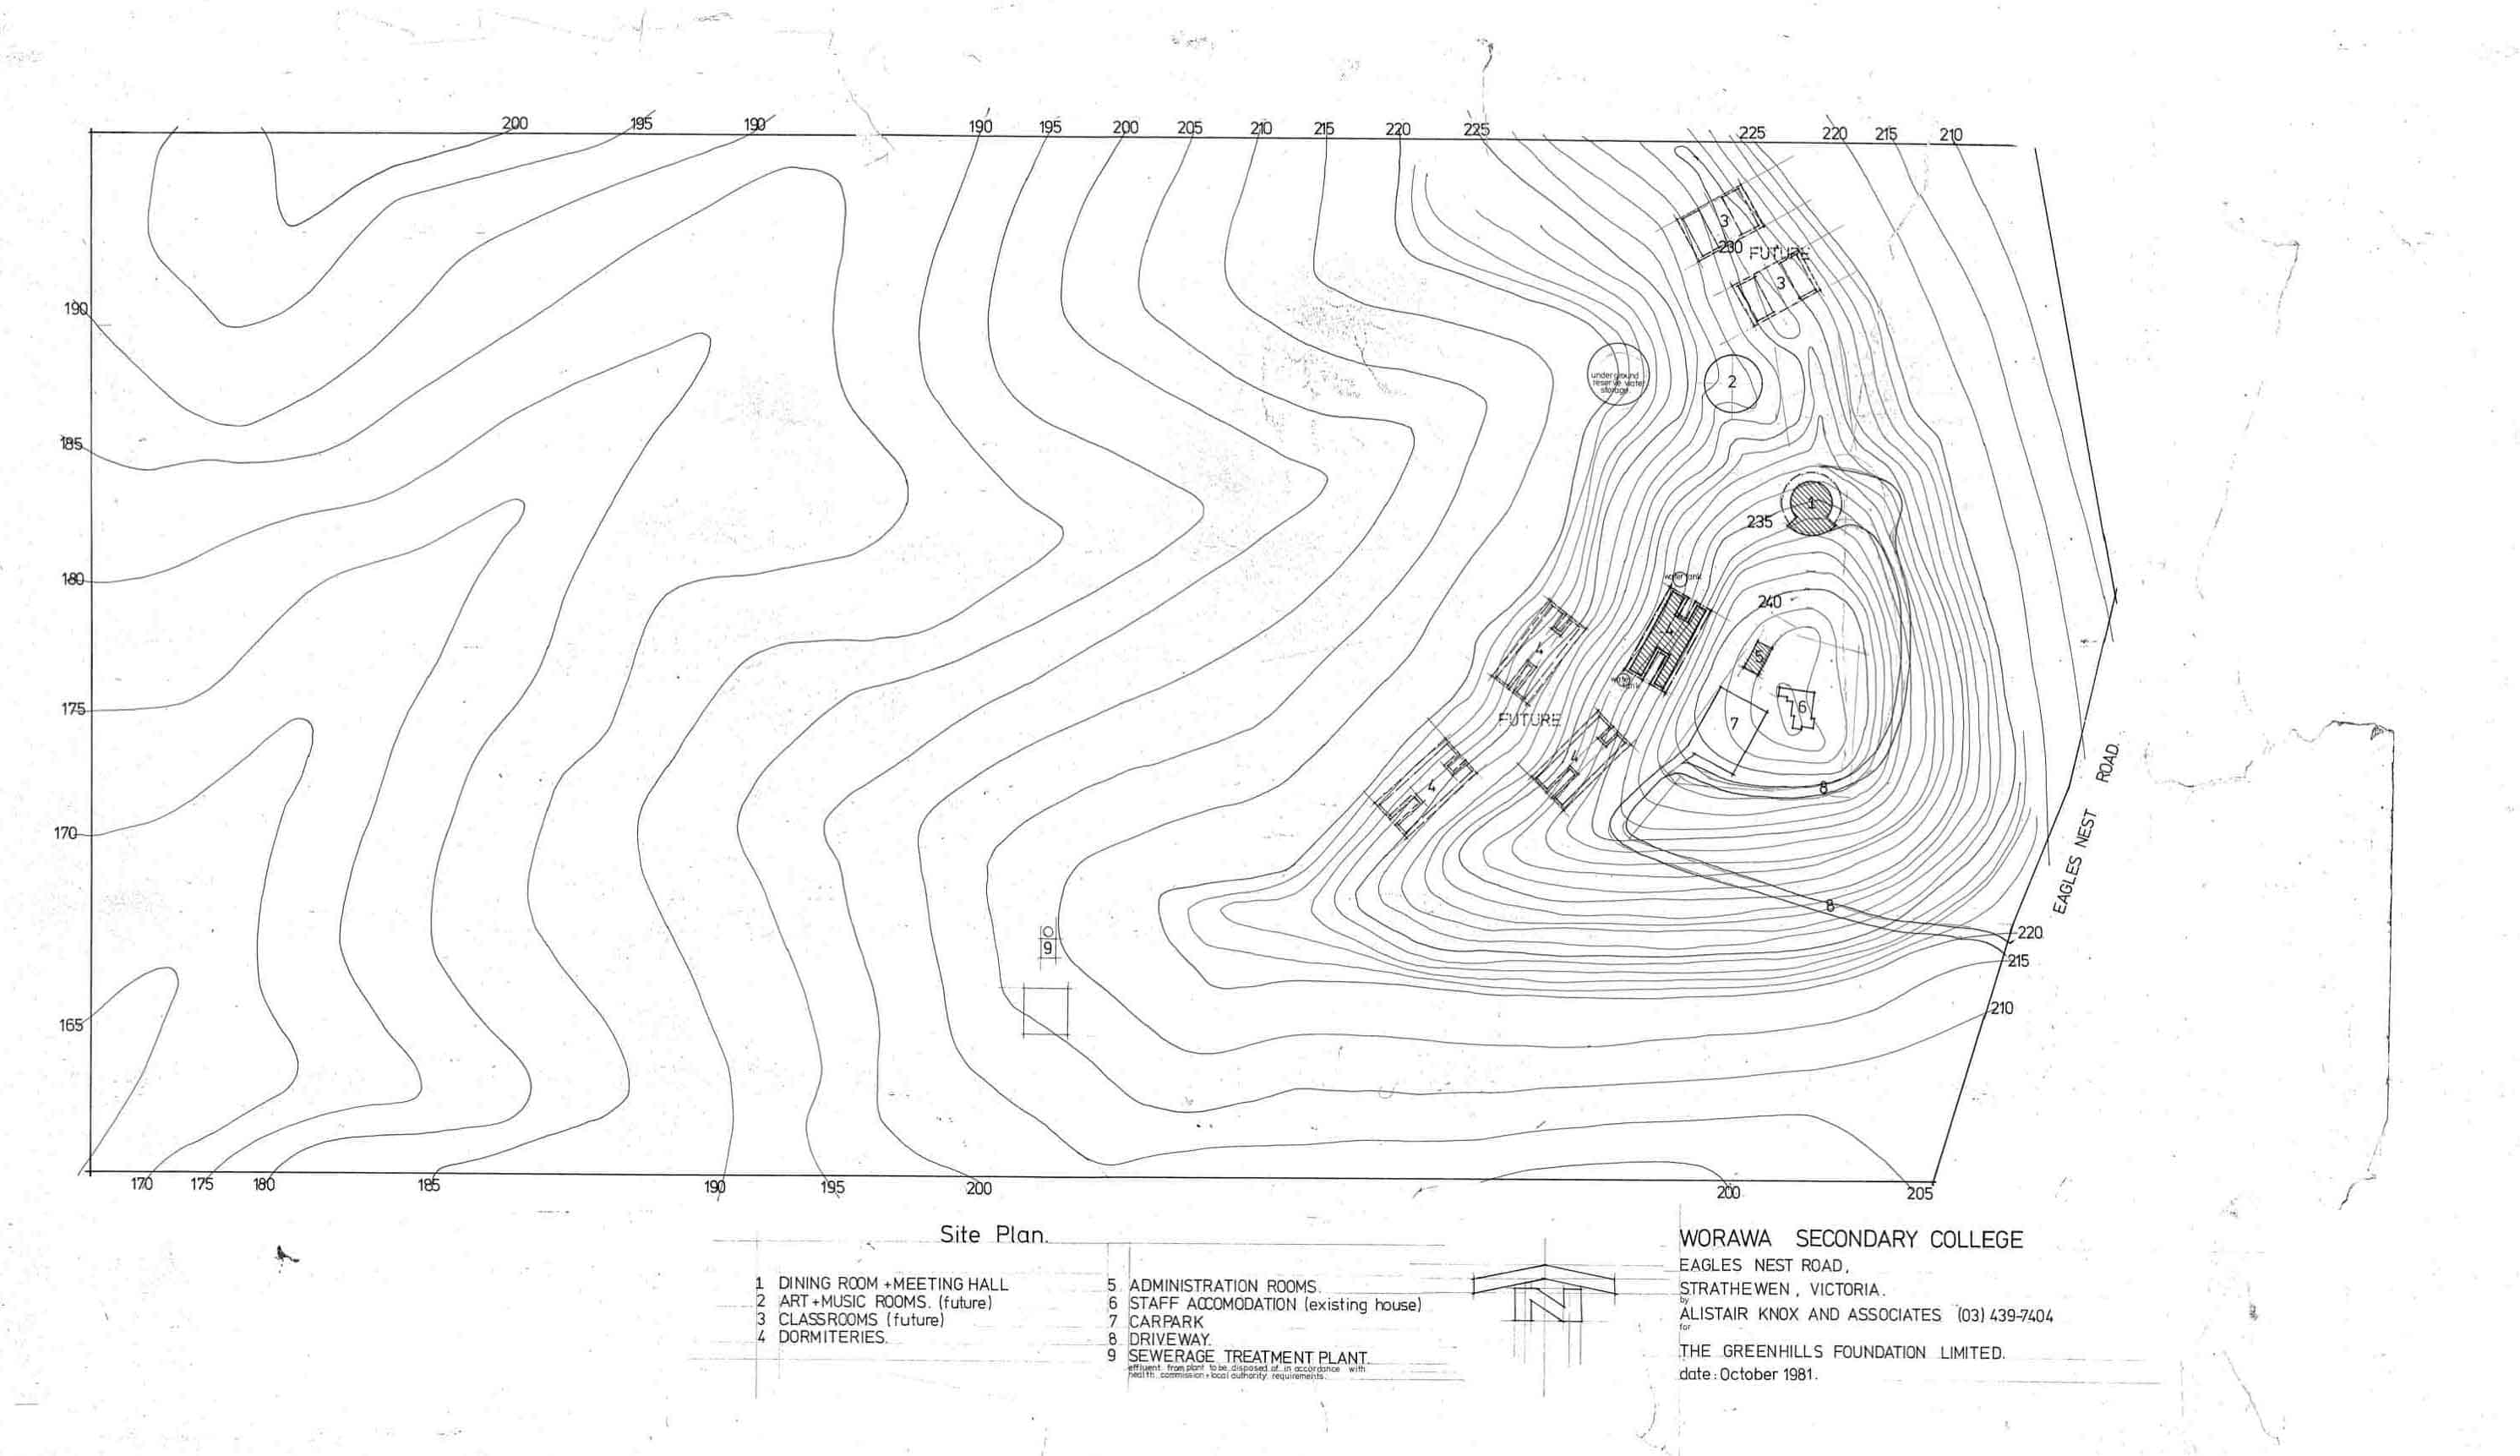 200 195 190 190 195 200 205 210 215 220 225 225 220 215 210
3
230 FUTURE
3
190
underground
reserve water
storage.
2
185
1
235
water tank
180
240
4
4
5
water
tank
175
6
7
FUTURE
4
ROAD.
4
8
170
EAGLES NEST
8
220
9
215
210
165
170 175 180 185 190 195 200 200 205
Site Plan.
1 DINING ROOM + MEETING HALL
2 ART + MUSIC ROOMS. (future)
3 CLASSROOMS (future)
4 DORMITERIES.
5 ADMINISTRATION ROOMS.
6 STAFF ACCOMODATION (existing house)
7 CARPARK
8 DRIVEWAY.
9 SEWERAGE TREATMENT PLANT.
effluent from plant to be disposed of in accordance with
health commission + local authority requirements.
N
WORAWA SECONDARY COLLEGE
EAGLES NEST ROAD,
STRATHEWEN, VICTORIA.
by
ALISTAIR KNOX AND ASSOCIATES (03) 439-7404
for
THE GREENHILLS FOUNDATION LIMITED.
date: October 1981.